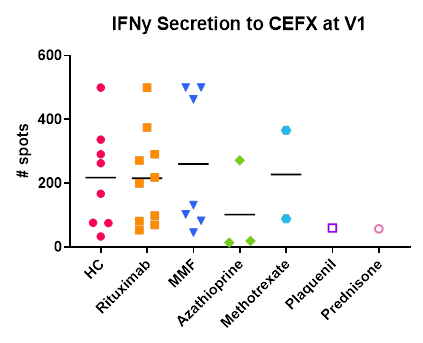 IFNy Secretion to CEFX at V1
# spots
600
400
200
0
HC
Rituximab
MMF
Azathioprine
Methotrexate
Plaquenil
Prednisone